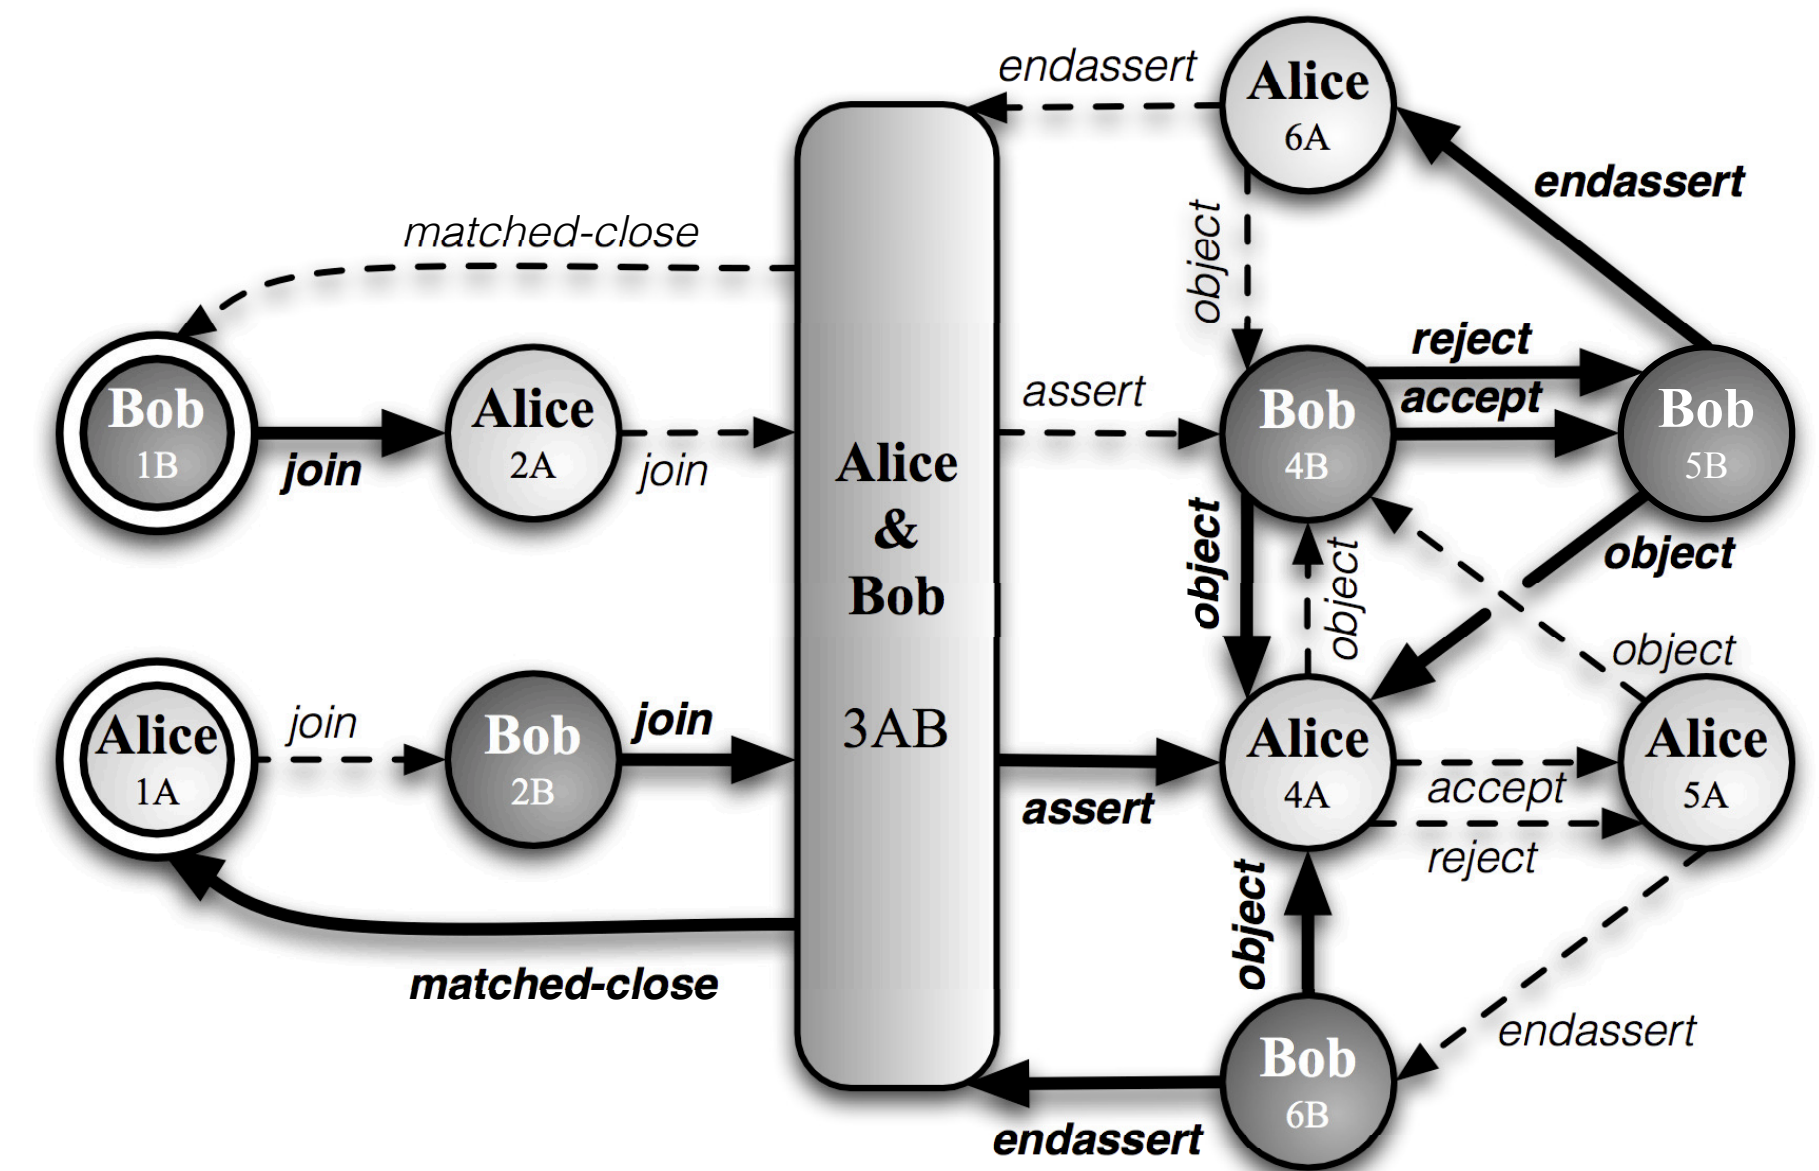 endassert
Alice
6A
endassert
object
matched-close
reject
accept
assert
Bob
1B
join
Alice
2A
join
Alice
&
Bob
3AB
Bob
4B
Bob
5B
object
object
object
object
Alice
1A
join
Bob
2B
join
assert
Alice
4A
accept
reject
Alice
5A
matched-close
object
endassert
Bob
6B
endassert